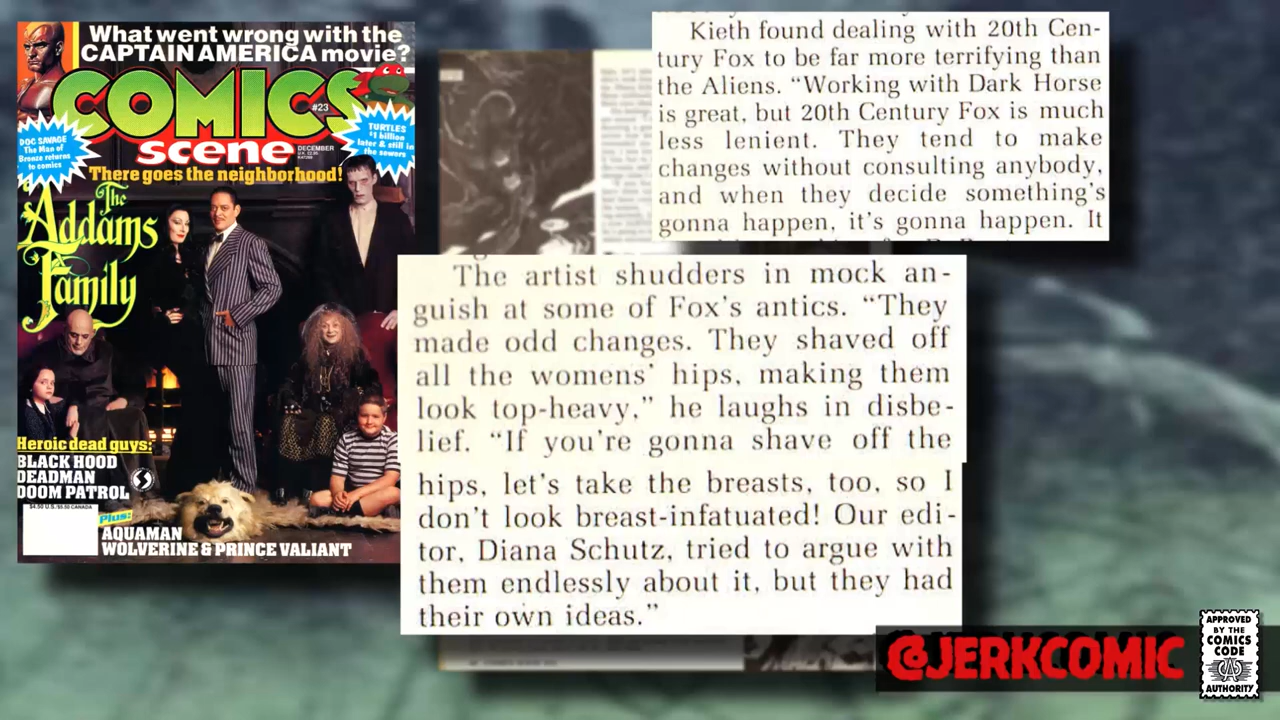 What went wrong with the
CAPTAIN AMERICA movie?
COMICS
#23
scene
DECEMBER
DOC SAVAGE
The Man of
Bronze returns
to comics
TURTLES
$1 billion
later & still in
the sewers
There goes the neighborhood!
The
Addams
Family
Heroic dead guys:
BLACK HOOD
DEADMAN
DOOM PATROL
$4.50 U.S./$5.50 CANADA
Plus:
AQUAMAN
WOLVERINE & PRINCE VALIANT
Kieth found dealing with 20th Cen-
tury Fox to be far more terrifying than
the Aliens. “Working with Dark Horse
is great, but 20th Century Fox is much
less lenient. They tend to make
changes without consulting anybody,
and when they decide something's
gonna happen, it's gonna happen. It
The artist shudders in mock an-
guish at some of Fox's antics. “They
made odd changes. They shaved off
all the womens' hips, making them
look top-heavy,” he laughs in disbe-
lief. “If you're gonna shave off the
hips, let's take the breasts, too, so I
don't look breast-infatuated! Our edi-
tor, Diana Schutz, tried to argue with
them endlessly about it, but they had
their own ideas.”
@JERKCOMIC
APPROVED
BY THE
COMICS
CODE
CA
AUTHORITY